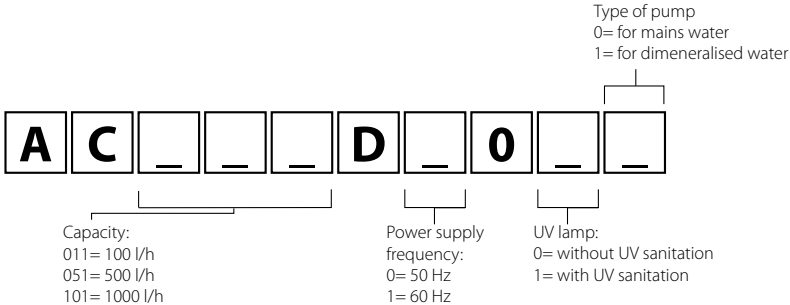 Type of pump
0= for mains water
1= for dimeneralised water
A C _ _ _ D _ 0 _ _
Capacity:
011= 100 l/h
051= 500 l/h
101= 1000 l/h
Power supply
frequency:
0= 50 Hz
1= 60 Hz
UV lamp:
0= without UV sanitation
1= with UV sanitation